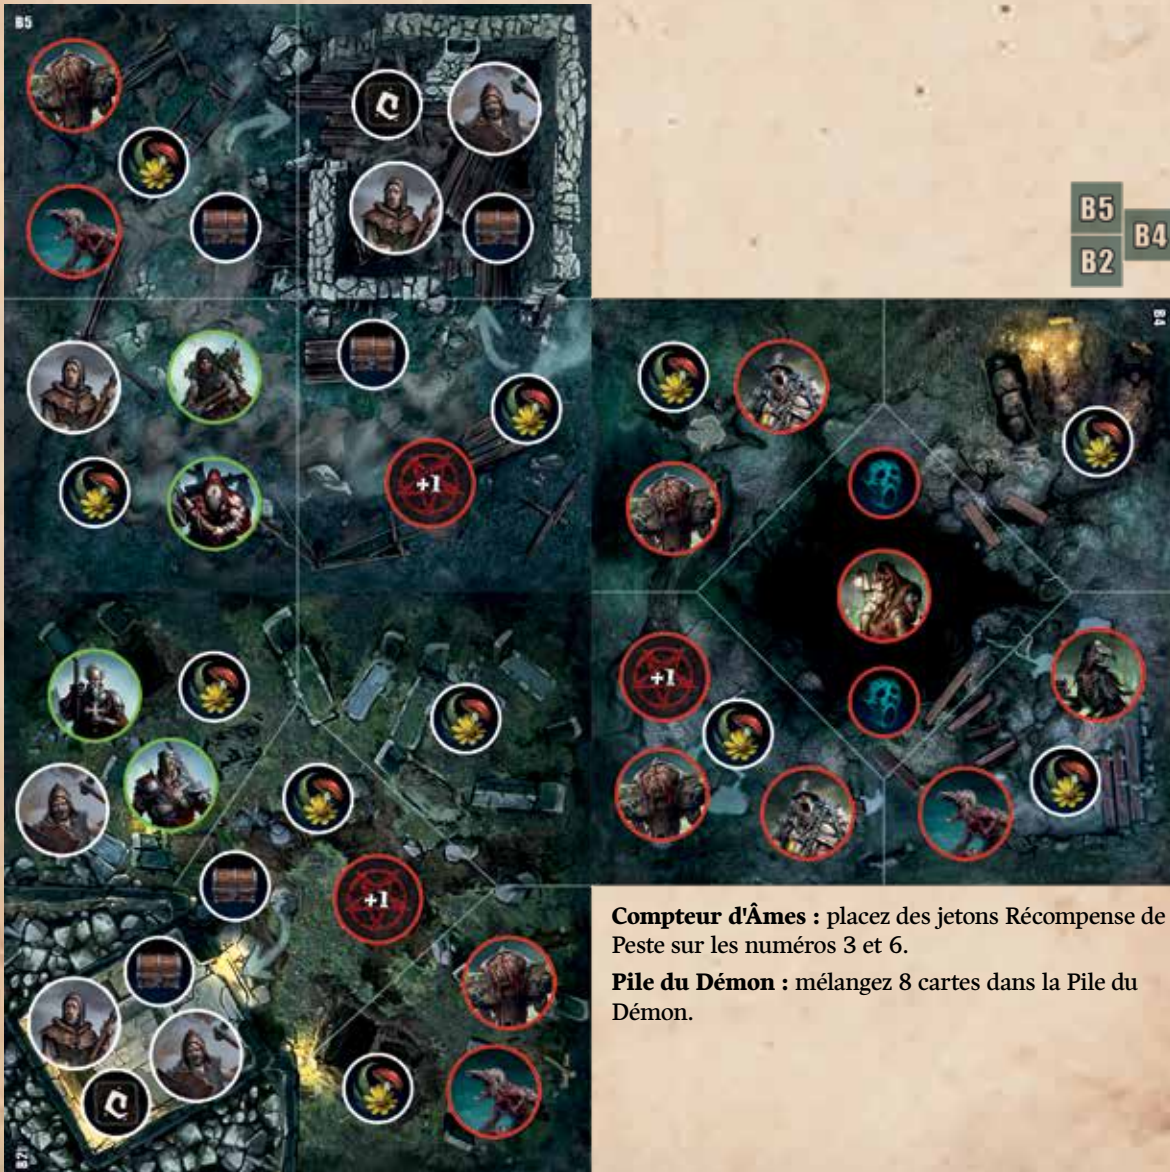 B5
C
B5
B4
B2
B4
+1
+1
+1
Compteur d'Âmes : placez des jetons Récompense de
Peste sur les numéros 3 et 6.
Pile du Démon : mélangez 8 cartes dans la Pile du
Démon.
C
B2